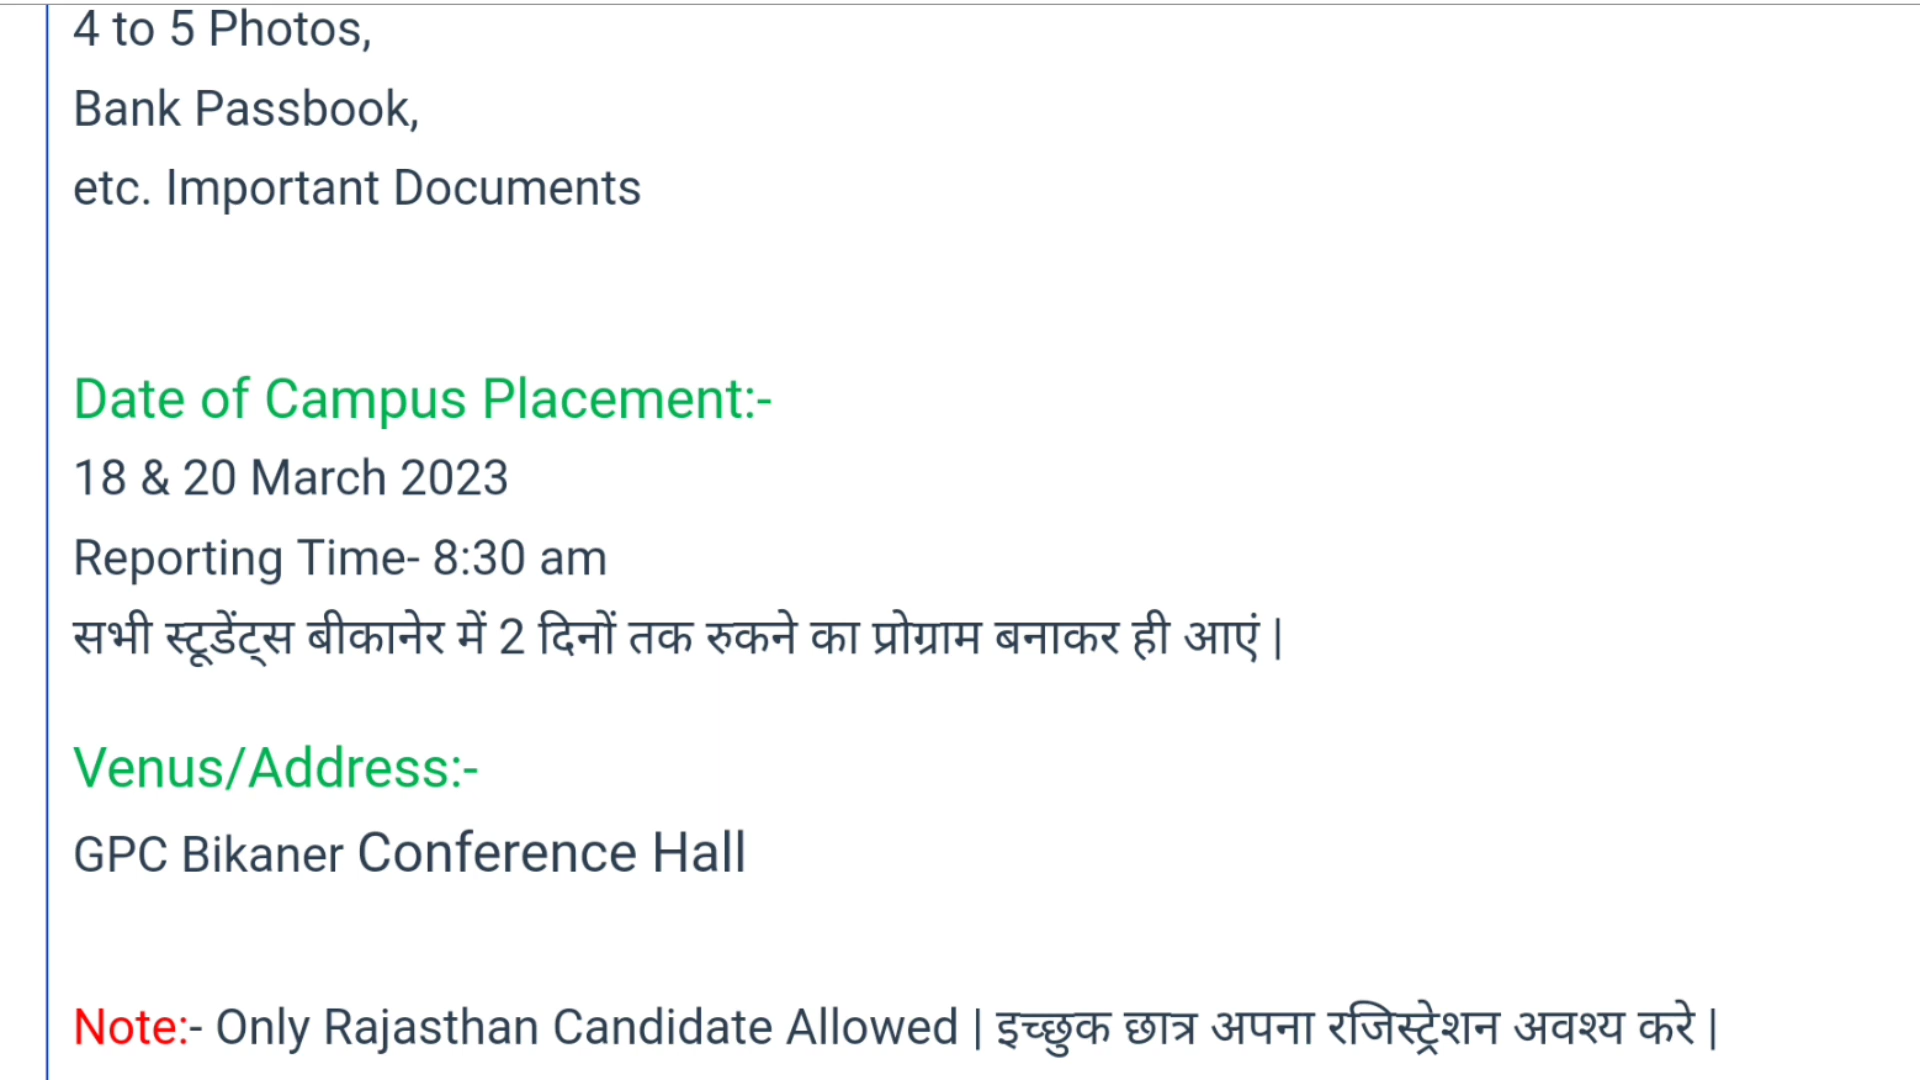 4 to 5 Photos,
Bank Passbook,
etc. Important Documents
Date of Campus Placement:-
18 & 20 March 2023
Reporting Time- 8:30 am
सभी स्टूडेंट्स बीकानेर में 2 दिनों तक रुकने का प्रोग्राम बनाकर ही आएं |
Venus/Address:-
GPC Bikaner Conference Hall
Note:- Only Rajasthan Candidate Allowed | इच्छुक छात्र अपना रजिस्ट्रेशन अवश्य करे |